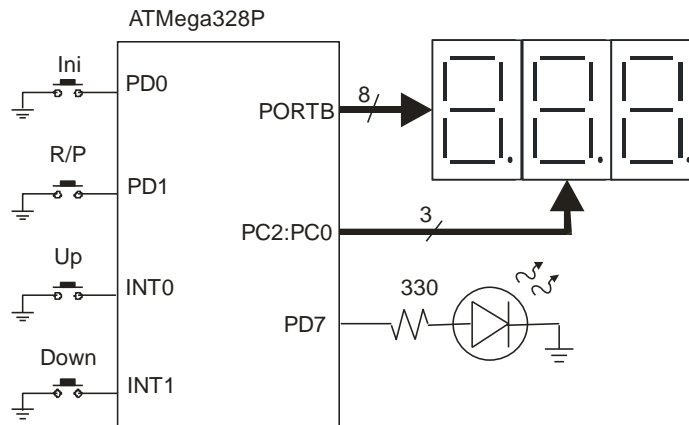 ATMega328P
Ini
PD0
PORTB
8
R/P
PD1
PC2:PC0
3
Up
INT0
330
PD7
Down
INT1